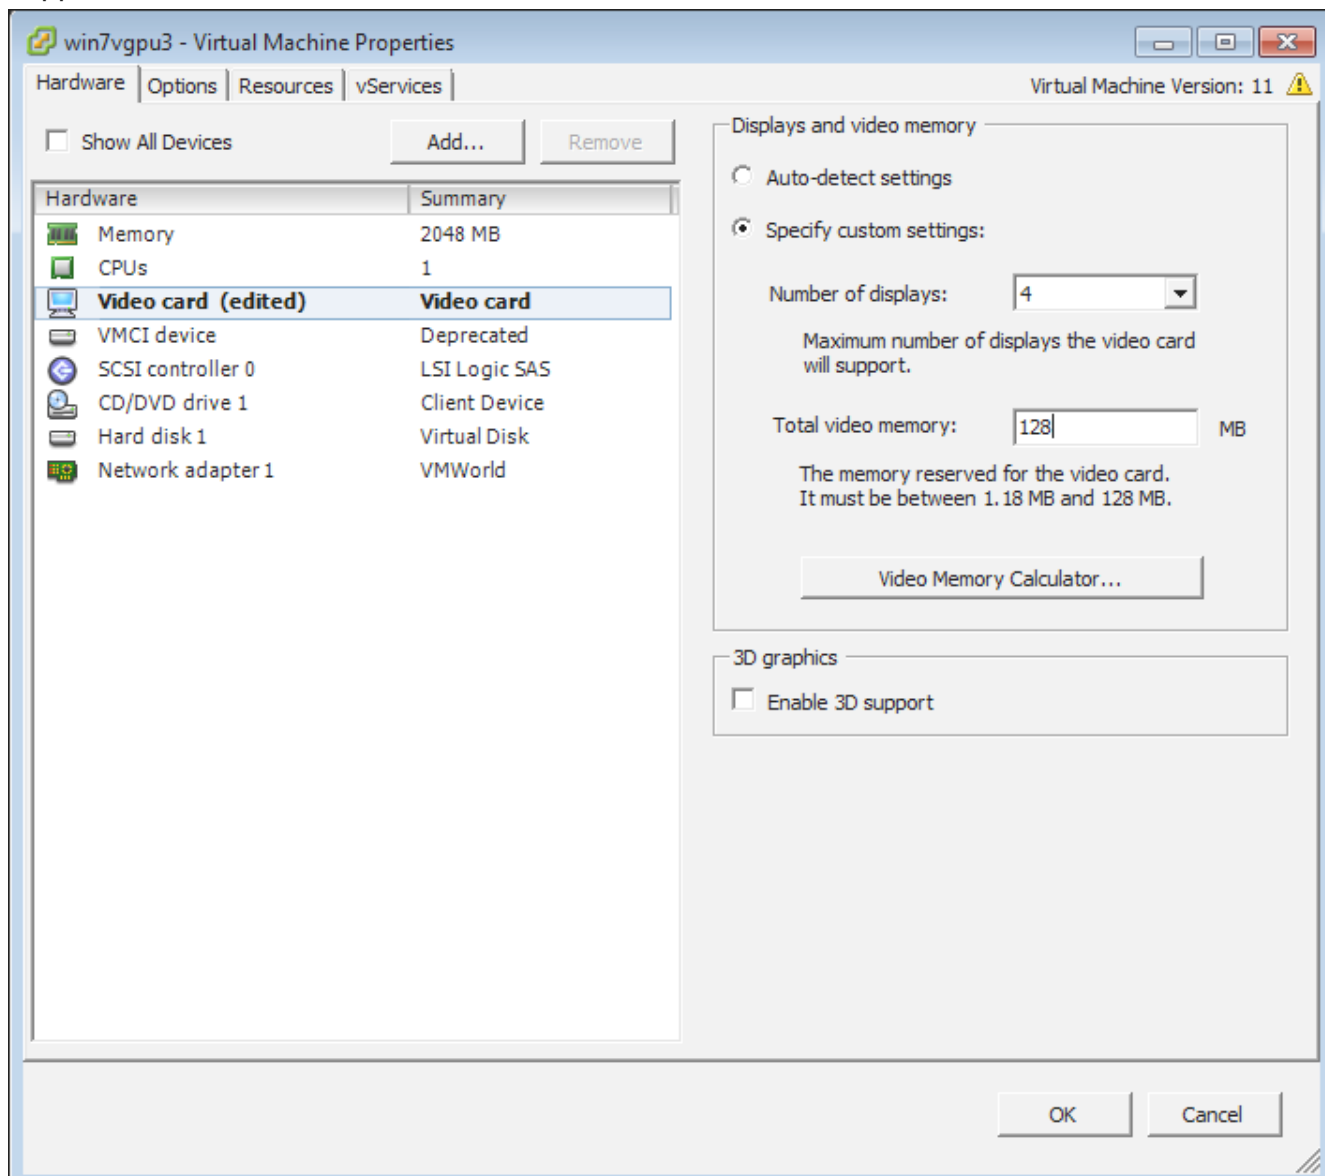 win7vgpu3 - Virtual Machine Properties
Hardware Options Resources vServices
Virtual Machine Version: 11
Show All Devices
Add...
Remove
Hardware Summary
Memory 2048 MB
CPUs 1
Video card (edited) Video card
VMCI device Deprecated
SCSI controller 0 LSI Logic SAS
CD/DVD drive 1 Client Device
Hard disk 1 Virtual Disk
Network adapter 1 VMWorld
Displays and video memory
Auto-detect settings
Specify custom settings:
Number of displays: 4
Maximum number of displays the video card
will support.
Total video memory: 128 MB
The memory reserved for the video card.
It must be between 1.18 MB and 128 MB.
Video Memory Calculator...
3D graphics
Enable 3D support
OK
Cancel